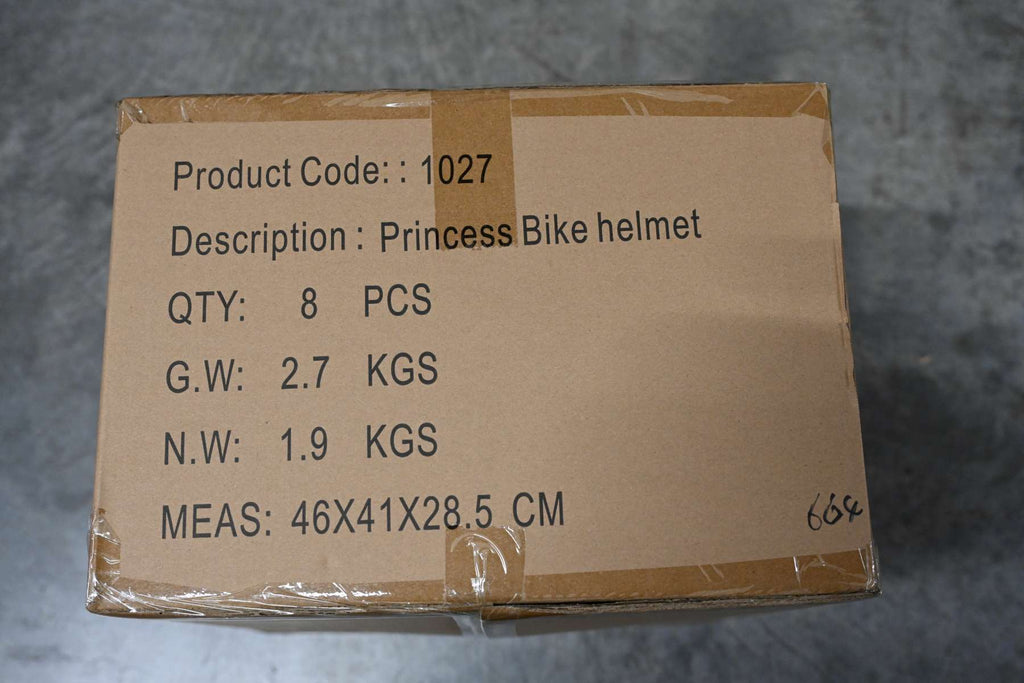 Product Code: : 1027
Description : Princess Bike helmet
QTY: 8 PCS
G.W: 2.7 KGS
N.W: 1.9 KGS
MEAS: 46X41X28.5 CM
664